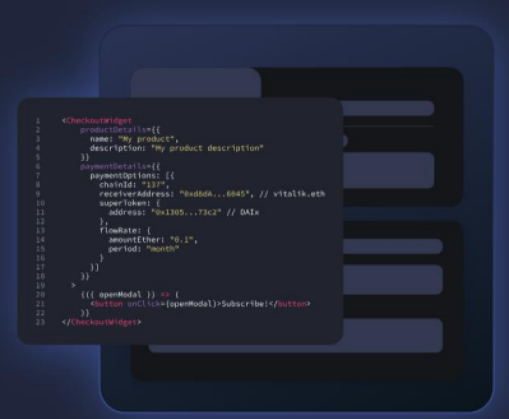 1 <CheckoutWidget
2 productDetails={{
3 name: "My product",
4 description: "My product description"
5 }}
6 paymentDetails={{
7 paymentOptions: [{
8 chainId: "137",
9 receiverAddress: "0xd8dA...6045", // vitalik.eth
10 superToken: {
11 address: "0x1305...73c2" // DAIx
12 },
13 flowRate: {
14 amountEther: "0.1",
15 period: "month"
16 }
17 }]
18 }}
19 >
20 {({ openModal }) => (
21 <button onClick={openModal}>Subscribe!</button>
22 )}
23 </CheckoutWidget>